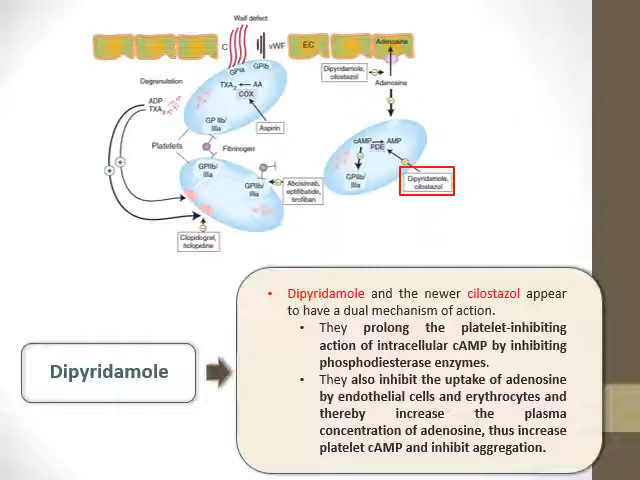 Wall defect
C
vWF
EC
Adenosine
GPIa
GPIb
Dipyridamole,
cilostazol
Adenosine
Degranulation
TXA2
AA
COX
ADP
TXA2
GP IIb/
IIIa
Aspirin
cAMP
AMP
PDE
Platelets
Fibrinogen
GPIIb/
IIIa
GPIIb/
IIIa
GPIIb/
IIIa
Abciximab,
eptifibatide,
tirofiban
Dipyridamole,
cilostazol
Clopidogrel,
ticlopidine
Dipyridamole
• Dipyridamole and the newer cilostazol appear
to have a dual mechanism of action.
• They prolong the platelet-inhibiting
action of intracellular cAMP by inhibiting
phosphodiesterase enzymes.
• They also inhibit the uptake of adenosine
by endothelial cells and erythrocytes and
thereby increase the plasma
concentration of adenosine, thus increase
platelet cAMP and inhibit aggregation.